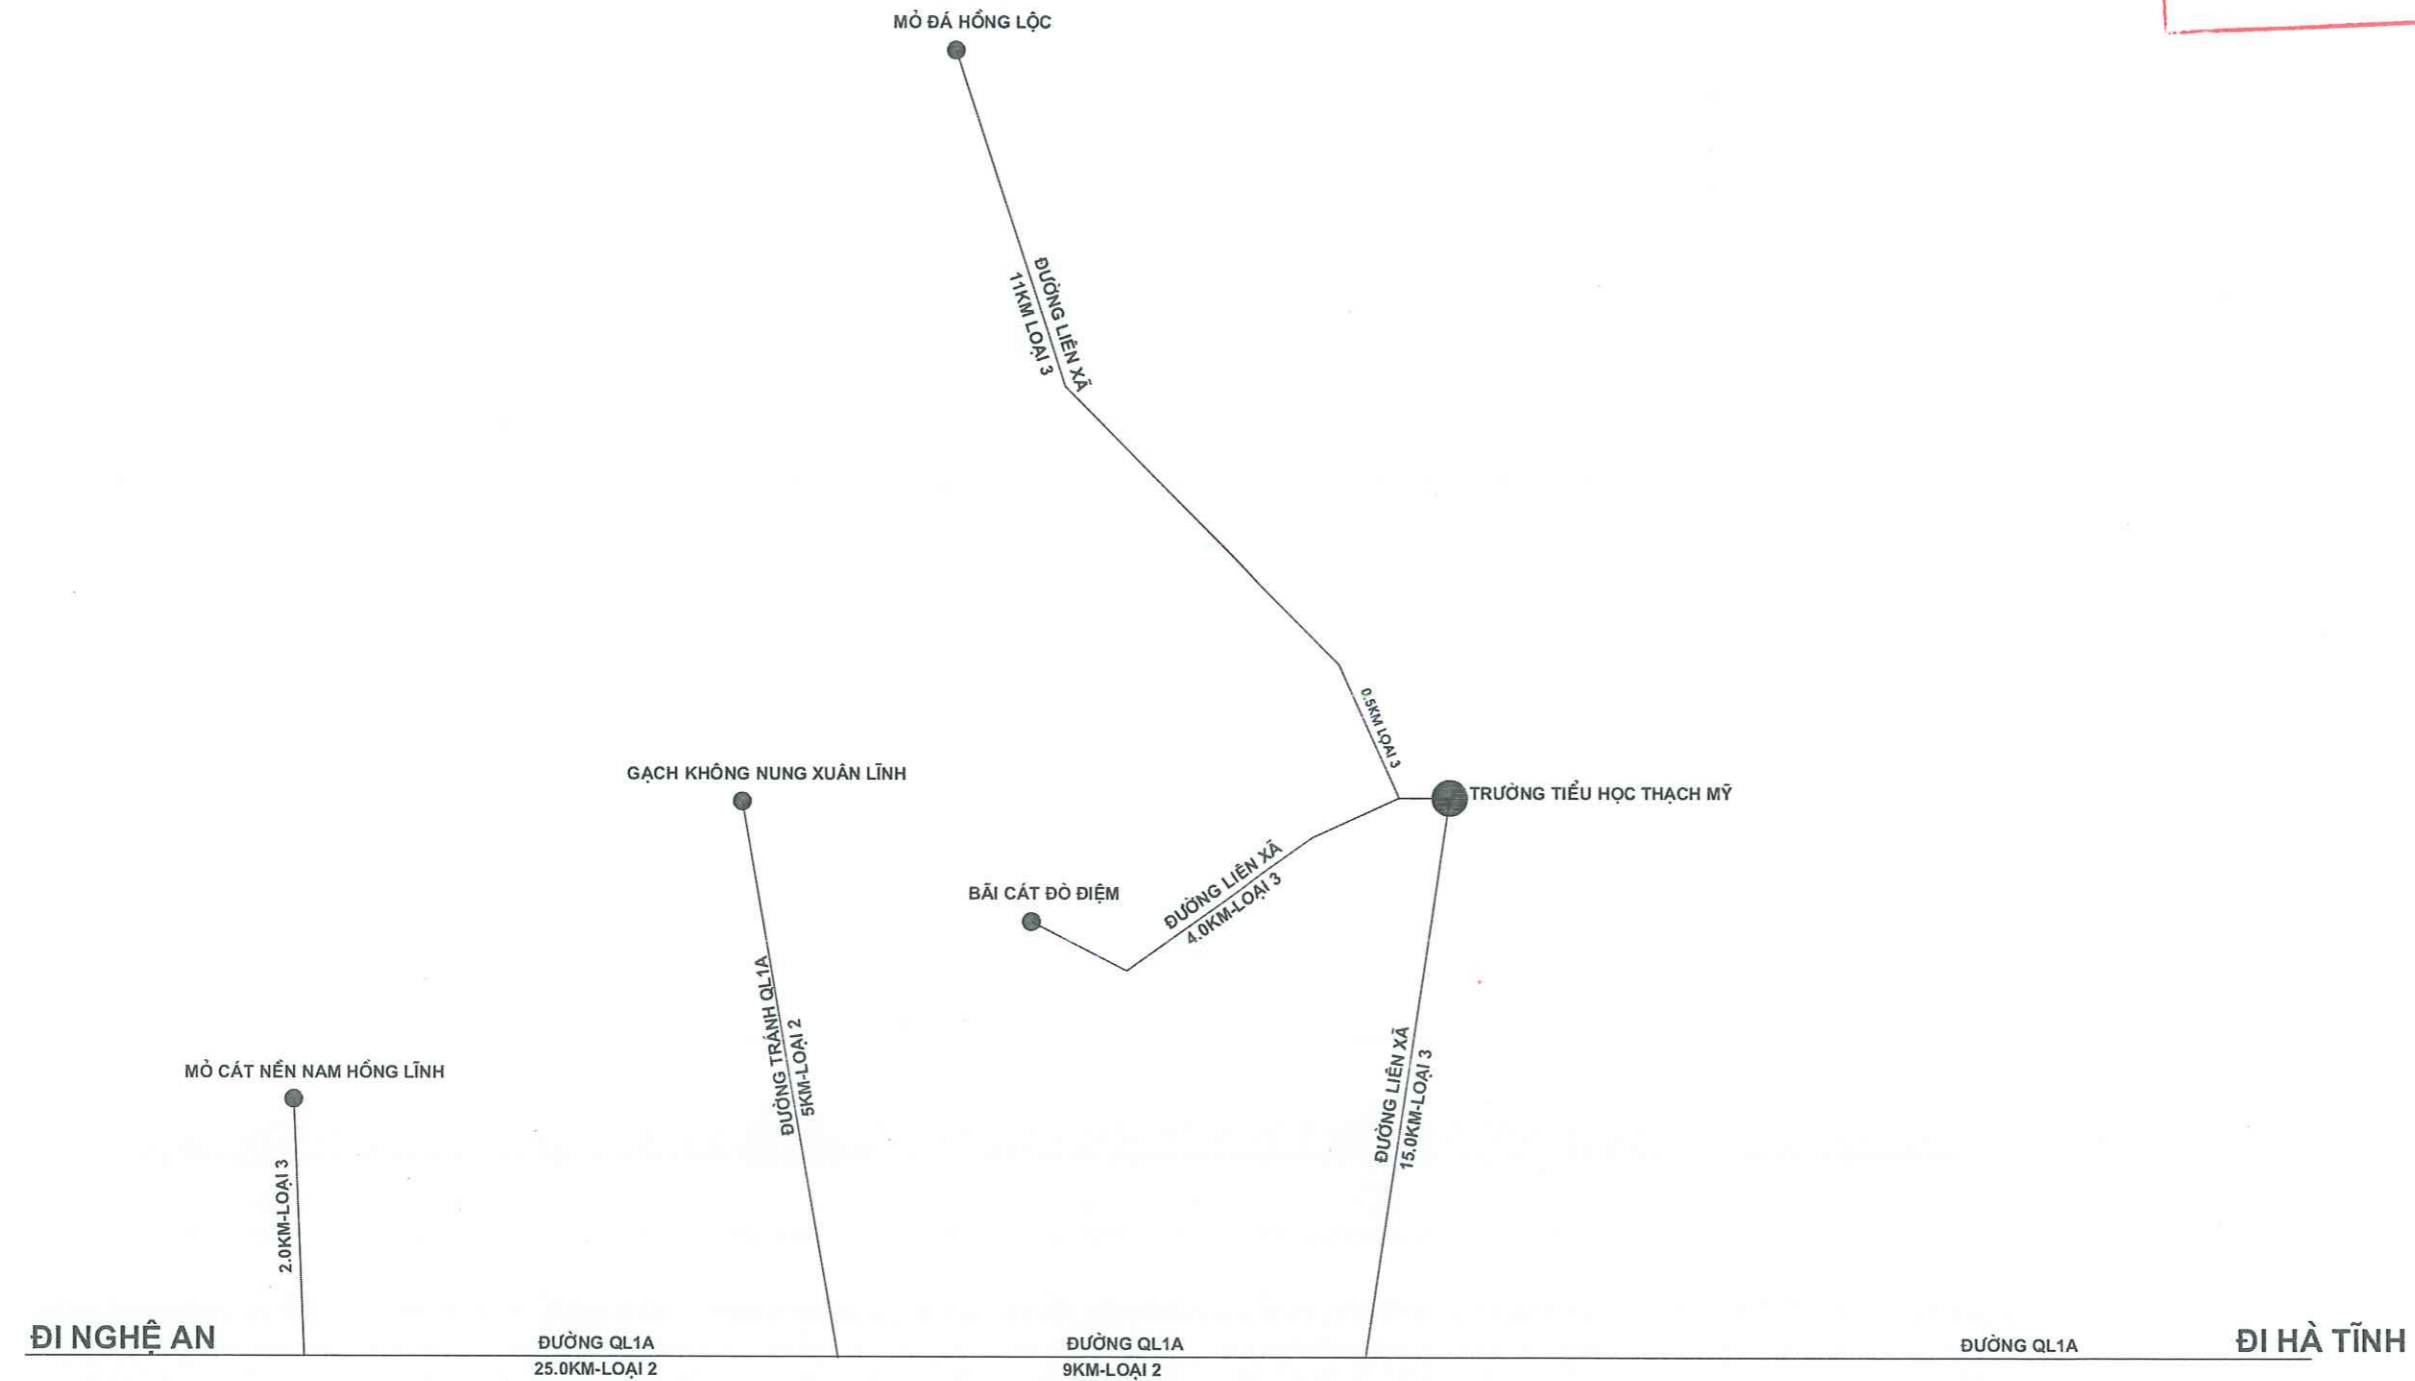 MỎ ĐÁ HỒNG LỘC
ĐƯỜNG LIÊN XÃ
11KM LOẠI 3
0.5KM LOẠI 3
GẠCH KHÔNG NUNG XUÂN LĨNH
TRƯỜNG TIỂU HỌC THẠCH MỸ
ĐƯỜNG LIÊN XÃ
4.0KM-LOẠI 3
BÃI CÁT ĐÒ ĐIỆM
ĐƯỜNG TRÁNH QL1A
5KM-LOẠI 2
ĐƯỜNG LIÊN XÃ
15.0KM-LOẠI 3
MỎ CÁT NỀN NAM HỒNG LĨNH
2.0KM-LOẠI 3
ĐI NGHỆ AN
ĐƯỜNG QL1A
25.0KM-LOẠI 2
ĐƯỜNG QL1A
9KM-LOẠI 2
ĐƯỜNG QL1A
ĐI HÀ TĨNH